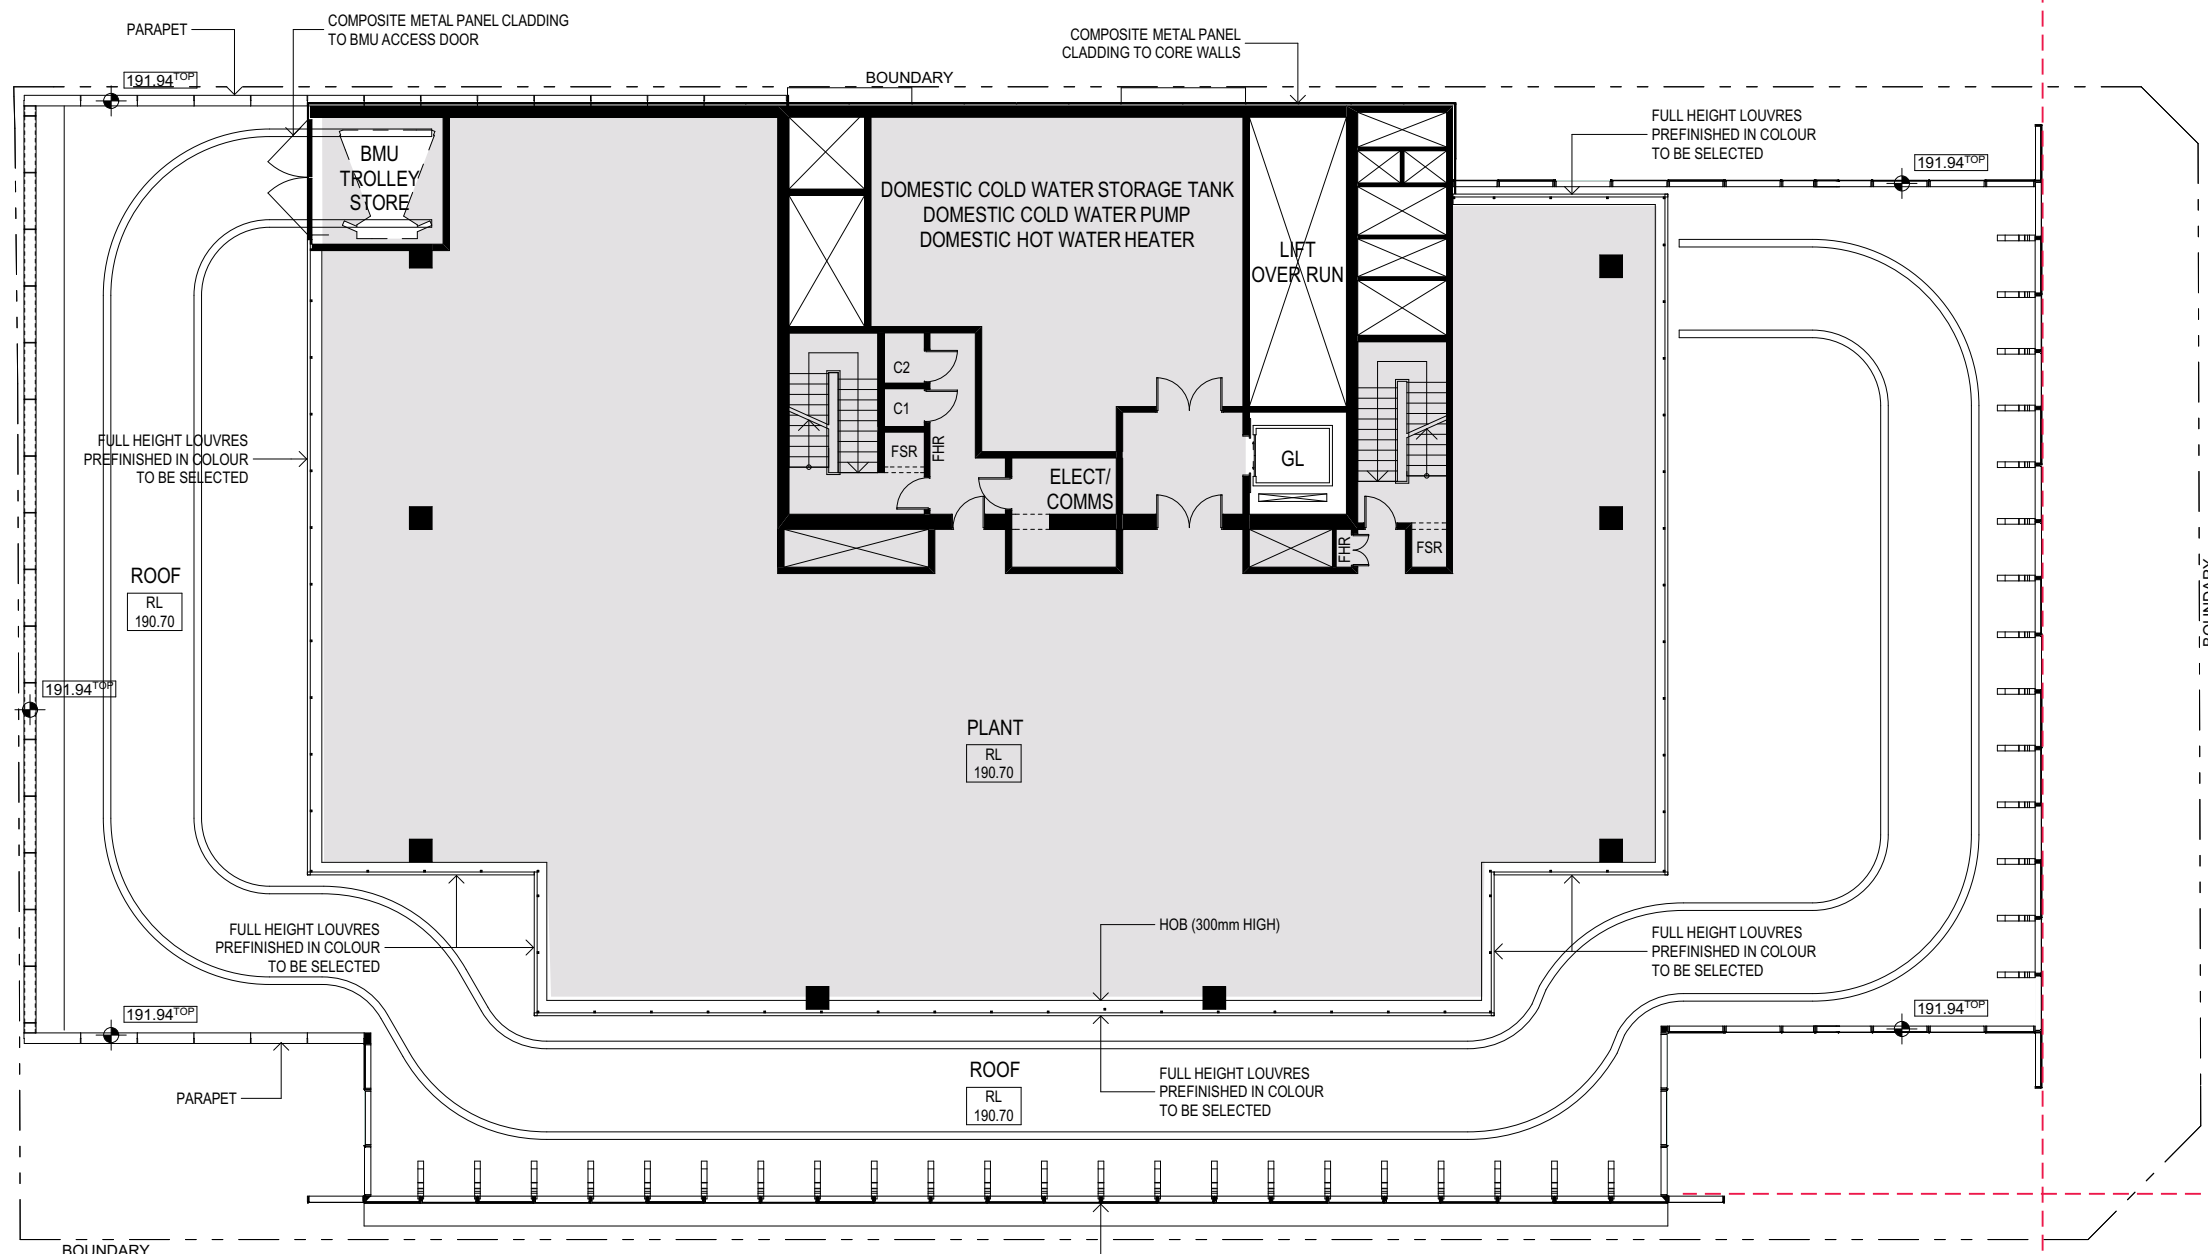 PARAPET
COMPOSITE METAL PANEL CLADDING
TO BMU ACCESS DOOR
COMPOSITE METAL PANEL
CLADDING TO CORE WALLS
191.94TOP
BOUNDARY
FULL HEIGHT LOUVRES
PREFINISHED IN COLOUR
TO BE SELECTED
191.94TOP
BMU
TROLLEY
STORE
DOMESTIC COLD WATER STORAGE TANK
DOMESTIC COLD WATER PUMP
DOMESTIC HOT WATER HEATER
LIFT
OVER RUN
C2
C1
FSR
FHR
GL
ELECT/
COMMS
FHR
FSR
FULL HEIGHT LOUVRES
PREFINISHED IN COLOUR
TO BE SELECTED
ROOF
RL
190.70
BOUNDARY
191.94TOP
PLANT
RL
190.70
FULL HEIGHT LOUVRES
PREFINISHED IN COLOUR
TO BE SELECTED
HOB (300mm HIGH)
FULL HEIGHT LOUVRES
PREFINISHED IN COLOUR
TO BE SELECTED
191.94TOP
191.94TOP
PARAPET
ROOF
RL
190.70
FULL HEIGHT LOUVRES
PREFINISHED IN COLOUR
TO BE SELECTED
BOUNDARY